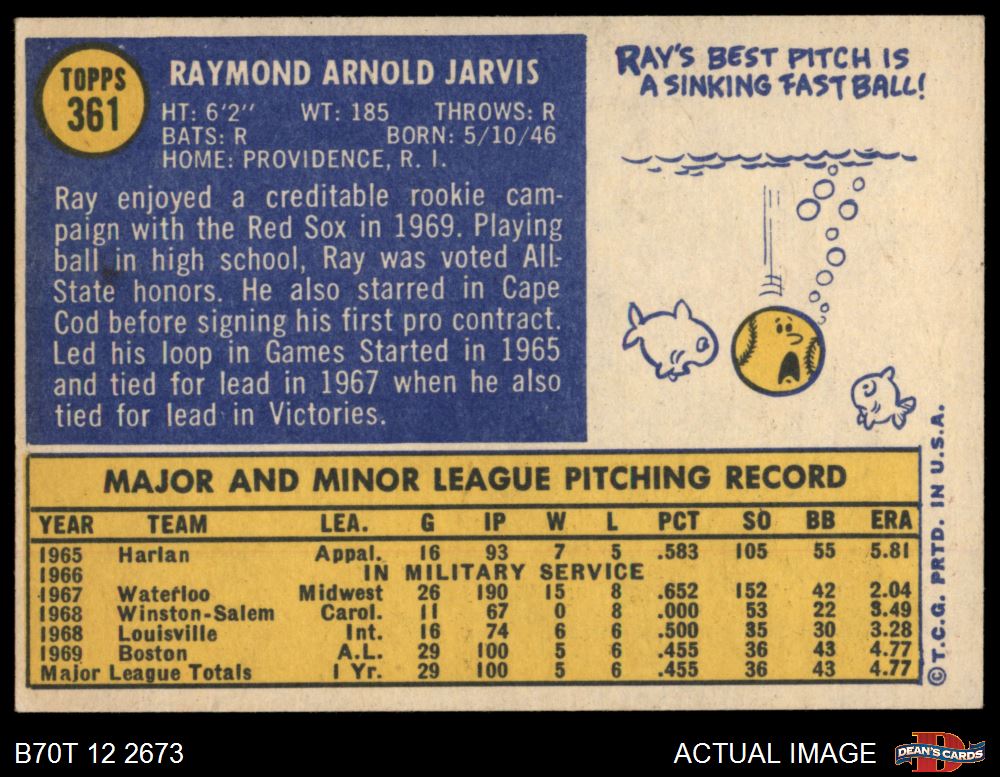 TOPPS
361
RAYMOND ARNOLD JARVIS
HT: 6'2" WT: 185 THROWS: R
BATS: R BORN: 5/10/46
HOME: PROVIDENCE, R. I.
Ray enjoyed a creditable rookie cam-
paign with the Red Sox in 1969. Playing
ball in high school, Ray was voted All-
State honors. He also starred in Cape
Cod before signing his first pro contract.
Led his loop in Games Started in 1965
and tied for lead in 1967 when he also
tied for lead in Victories.
RAY'S BEST PITCH IS
A SINKING FAST BALL!
MAJOR AND MINOR LEAGUE PITCHING RECORD
YEAR TEAM LEA. G IP W L PCT SO BB ERA
1965 Harlan Appal. 16 93 7 5 .583 105 55 5.81
1966 IN MILITARY SERVICE
1967 Waterloo Midwest 26 190 15 8 .652 152 42 2.04
1968 Winston-Salem Carol. 11 67 0 8 .000 53 22 3.49
1968 Louisville Int. 16 74 6 6 .500 35 30 3.28
1969 Boston A.L. 29 100 5 6 .455 36 43 4.77
Major League Totals 1 Yr. 29 100 5 6 .455 36 43 4.77
©T.C.G. PRTD. IN U.S.A.
B70T 12 2673
ACTUAL IMAGE
D
DEAN'S CARDS